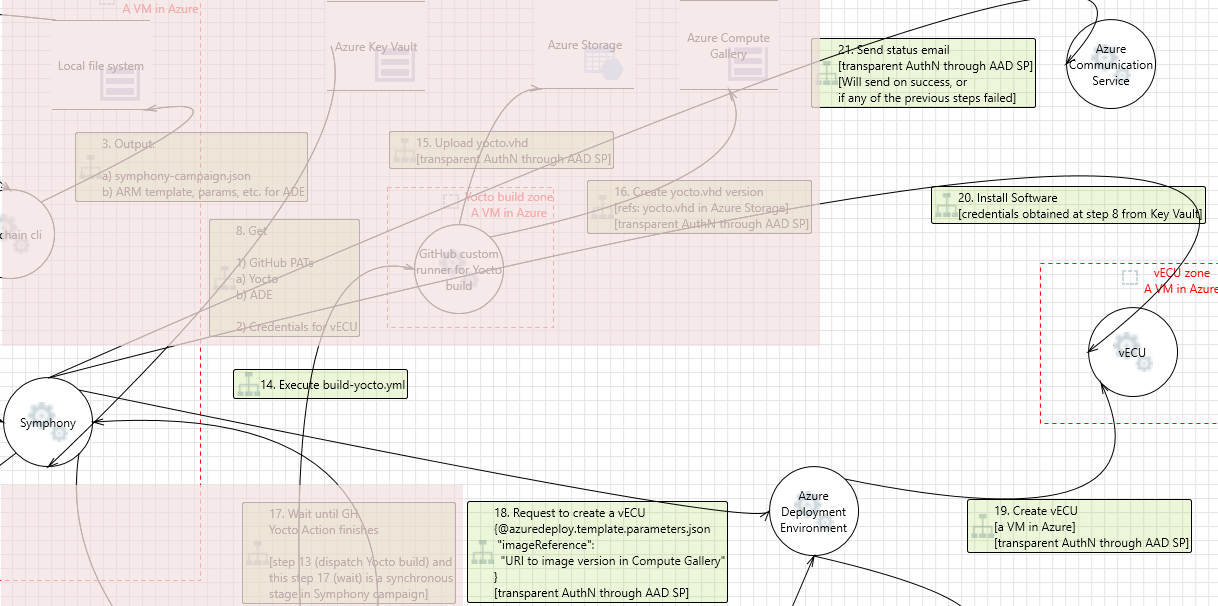 A VM in Azure
Local file system
Azure Key Vault
Azure Storage
Azure Compute
Gallery
21. Send status email
[transparent AuthN through AAD SP]
[Will send on success, or
if any of the previous steps failed]
Azure
Communication
Service
3. Output:
a) symphony-campaign.json
b) ARM template, params, etc. for ADE
15. Upload yocto.vhd
[transparent AuthN through AAD SP]
Yocto build zone
A VM in Azure
16. Create yocto.vhd version
[refs: yocto.vhd in Azure Storage]
[transparent AuthN through AAD SP]
20. Install Software
[credentials obtained at step 8 from Key Vault]
chain cli
8. Get
1) GitHub PATs
a) Yocto
b) ADE
2) Credentials for vECU
GitHub custom
runner for Yocto
build
vECU zone
A VM in Azure
vECU
14. Execute build-yocto.yml
Symphony
17. Wait until GH
Yocto Action finishes
[step 13 (dispatch Yocto build) and
this step 17 (wait) is a synchronous
stage in Symphony campaign]
18. Request to create a vECU
{@azuredeploy.template.parameters.json
"imageReference":
"URI to image version in Compute Gallery"
}
[transparent AuthN through AAD SP]
Azure
Deployment
Environment
19. Create vECU
[a VM in Azure]
[transparent AuthN through AAD SP]